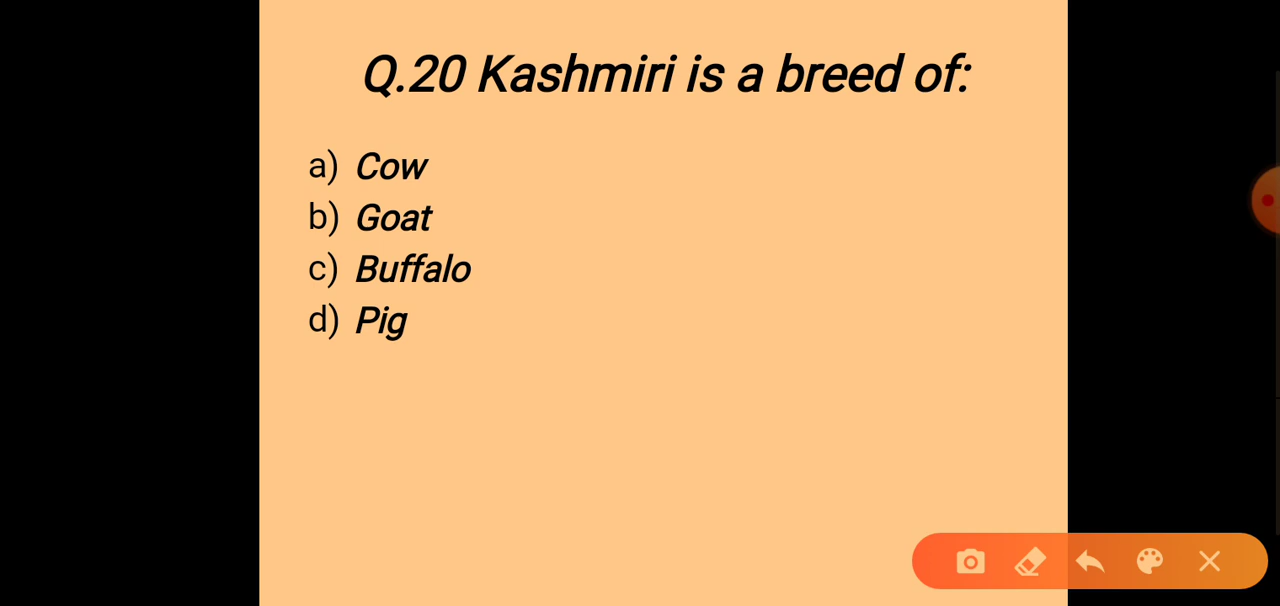 Q.20 Kashmiri is a breed of:
a) Cow
b) Goat
c) Buffalo
d) Pig